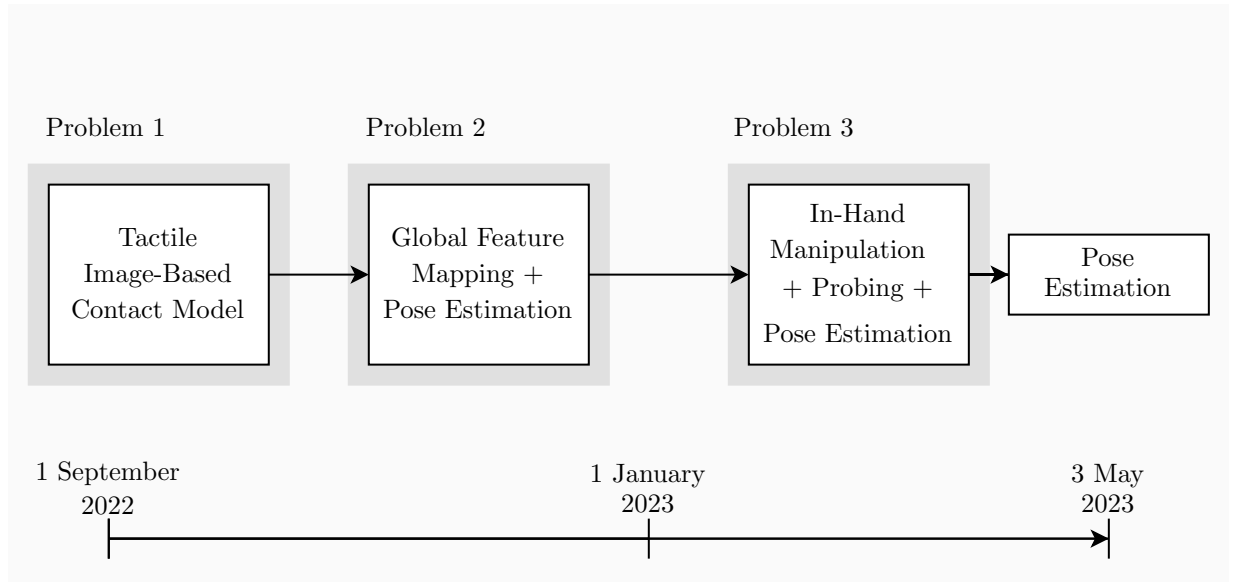 Problem 1
Problem 2
Problem 3
Tactile
Image-Based
Contact Model
Global Feature
Mapping +
Pose Estimation
In-Hand
Manipulation
+ Probing +
Pose Estimation
Pose
Estimation
1 September
2022
1 January
2023
3 May
2023